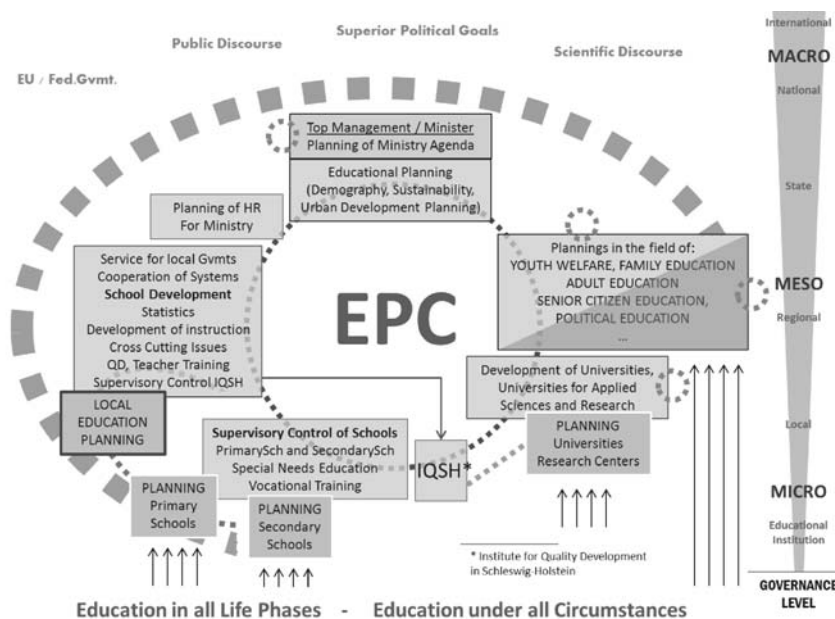 Superior Political Goals
Public Discourse
Scientific Discourse
EU / Fed.Gvmt.
Top Management / Minister
Planning of Ministry Agenda
Educational Planning
(Demography, Sustainability,
Urban Development Planning)
Planning of HR
For Ministry
Service for local Gvmts
Cooperation of Systems
School Development
Statistics
Development of instruction
Cross Cutting Issues
QD, Teacher Training
Supervisory Control IQSH
LOCAL
EDUCATION
PLANNING
EPC
Plannings in the field of:
YOUTH WELFARE, FAMILY EDUCATION
ADULT EDUCATION
SENIOR CITIZEN EDUCATION,
POLITICAL EDUCATION
...
Development of Universities,
Universities for Applied
Sciences and Research
PLANNING
Universities
Research Centers
Supervisory Control of Schools
PrimarySch and SecondarySch
Special Needs Education
Vocational Training
IQSH*
PLANNING
Primary
Schools
PLANNING
Secondary
Schools
* Institute for Quality Development
in Schleswig-Holstein
Education in all Life Phases - Education under all Circumstances
International
MACRO
National
State
MESO
Regional
Local
MICRO
Educational
Institution
GOVERNANCE
LEVEL